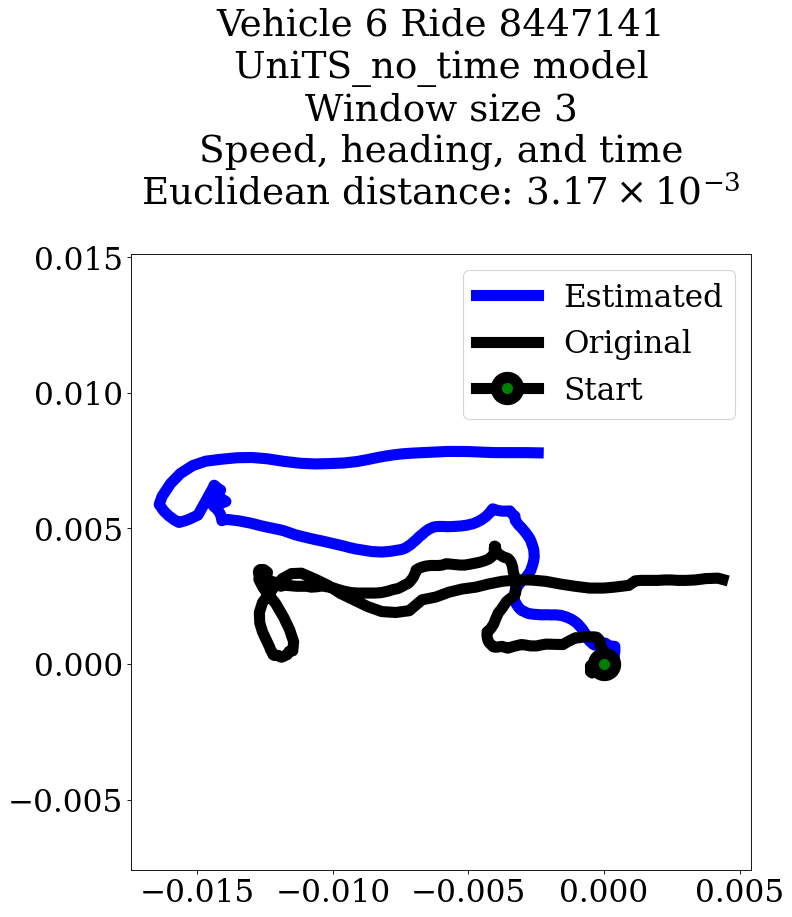 Vehicle 6 Ride 8447141
UniTS_no_time model
Window size 3
Speed, heading, and time
Euclidean distance: 3.17 × 10⁻³
0.015
0.010
0.005
0.000
−0.005
Estimated
Original
Start
−0.015 −0.010 −0.005 0.000 0.005